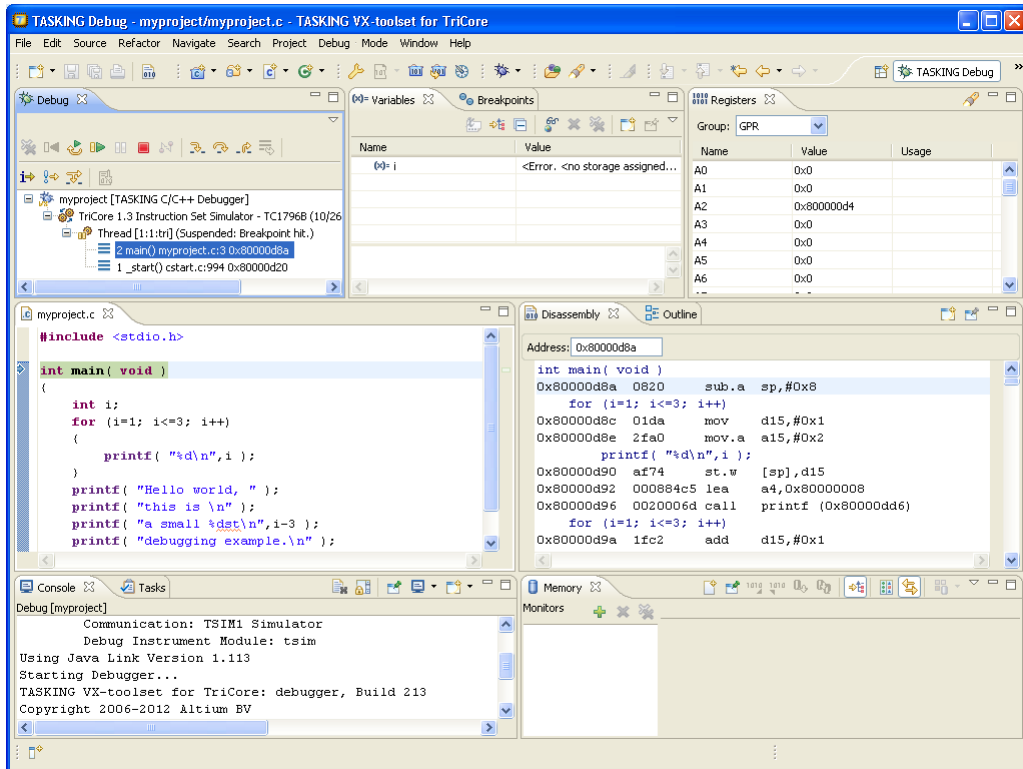 TASKING Debug - myproject/myproject.c - TASKING VX-toolset for TriCore
File Edit Source Refactor Navigate Search Project Debug Mode Window Help
TASKING Debug
»
Debug
myproject [TASKING C/C++ Debugger]
TriCore 1.3 Instruction Set Simulator - TC1796B (10/26
Thread [1:1:tri] (Suspended: Breakpoint hit.)
2 main() myproject.c:3 0x80000d8a
1 _start() cstart.c:994 0x80000d20
(x)= Variables Breakpoints
Name Value
(x)= i <Error. <no storage assigned...
Registers
Group: GPR
Name Value Usage
A0 0x0
A1 0x0
A2 0x800000d4
A3 0x0
A4 0x0
A5 0x0
A6 0x0
myproject.c
#include <stdio.h>
int main( void )
{
int i;
for (i=1; i<=3; i++)
{
printf( "%d\n",i );
}
printf( "Hello world, " );
printf( "this is \n" );
printf( "a small %dst\n",i-3 );
printf( "debugging example.\n" );
Disassembly Outline
Address: 0x80000d8a
int main( void )
0x80000d8a 0820 sub.a sp,#0x8
for (i=1; i<=3; i++)
0x80000d8c 01da mov d15,#0x1
0x80000d8e 2fa0 mov.a a15,#0x2
printf( "%d\n",i );
0x80000d90 af74 st.w [sp],d15
0x80000d92 000884c5 lea a4,0x80000008
0x80000d96 0020006d call printf (0x80000dd6)
for (i=1; i<=3; i++)
0x80000d9a 1fc2 add d15,#0x1
Console Tasks
Debug [myproject]
Communication: TSIM1 Simulator
Debug Instrument Module: tsim
Using Java Link Version 1.113
Starting Debugger...
TASKING VX-toolset for TriCore: debugger, Build 213
Copyright 2006-2012 Altium BV
Memory
Monitors